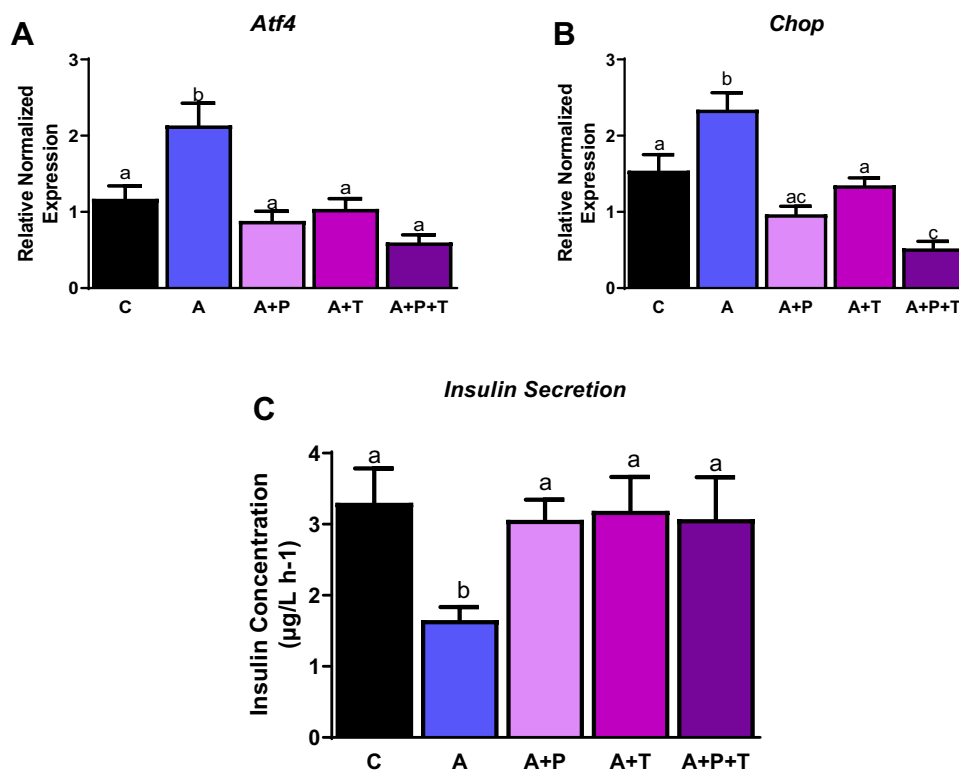 A
Atf4
Relative Normalized
Expression
3
2
1
0
a
b
a
a
a
C
A
A+P
A+T
A+P+T
B
Chop
Relative Normalized
Expression
3
2
1
0
a
b
ac
a
c
C
A
A+P
A+T
A+P+T
C
Insulin Secretion
Insulin Concentration
(µg/L h-1)
4
3
2
1
0
a
b
a
a
a
C
A
A+P
A+T
A+P+T